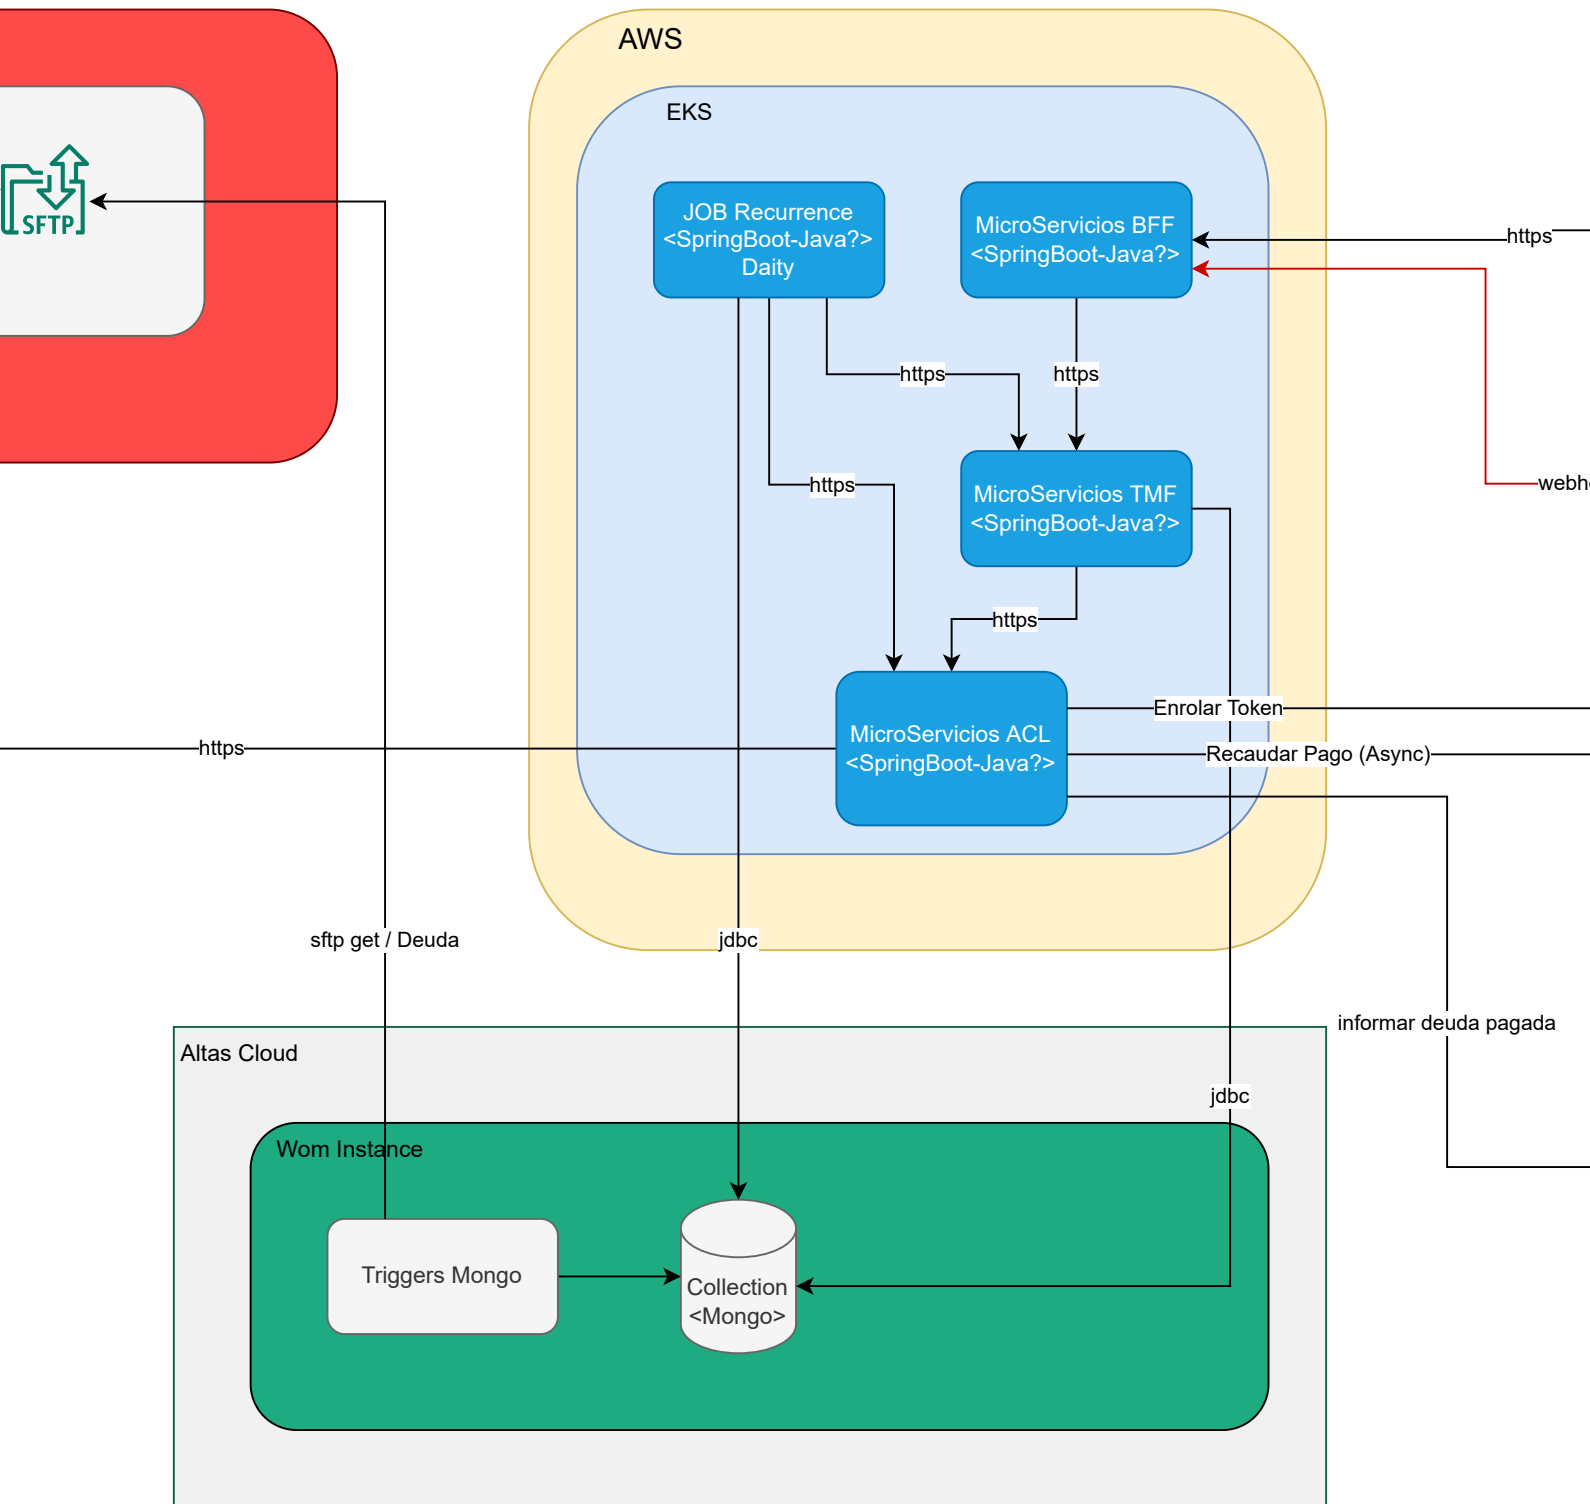 AWS
EKS
SFTP
JOB Recurrence
<SpringBoot-Java?>
Daity
MicroServicios BFF
<SpringBoot-Java?>
https
https
https
webh
https
MicroServicios TMF
<SpringBoot-Java?>
https
MicroServicios ACL
<SpringBoot-Java?>
Enrolar Token
https
Recaudar Pago (Async)
sftp get / Deuda
jdbc
informar deuda pagada
Altas Cloud
jdbc
Wom Instance
Triggers Mongo
Collection
<Mongo>